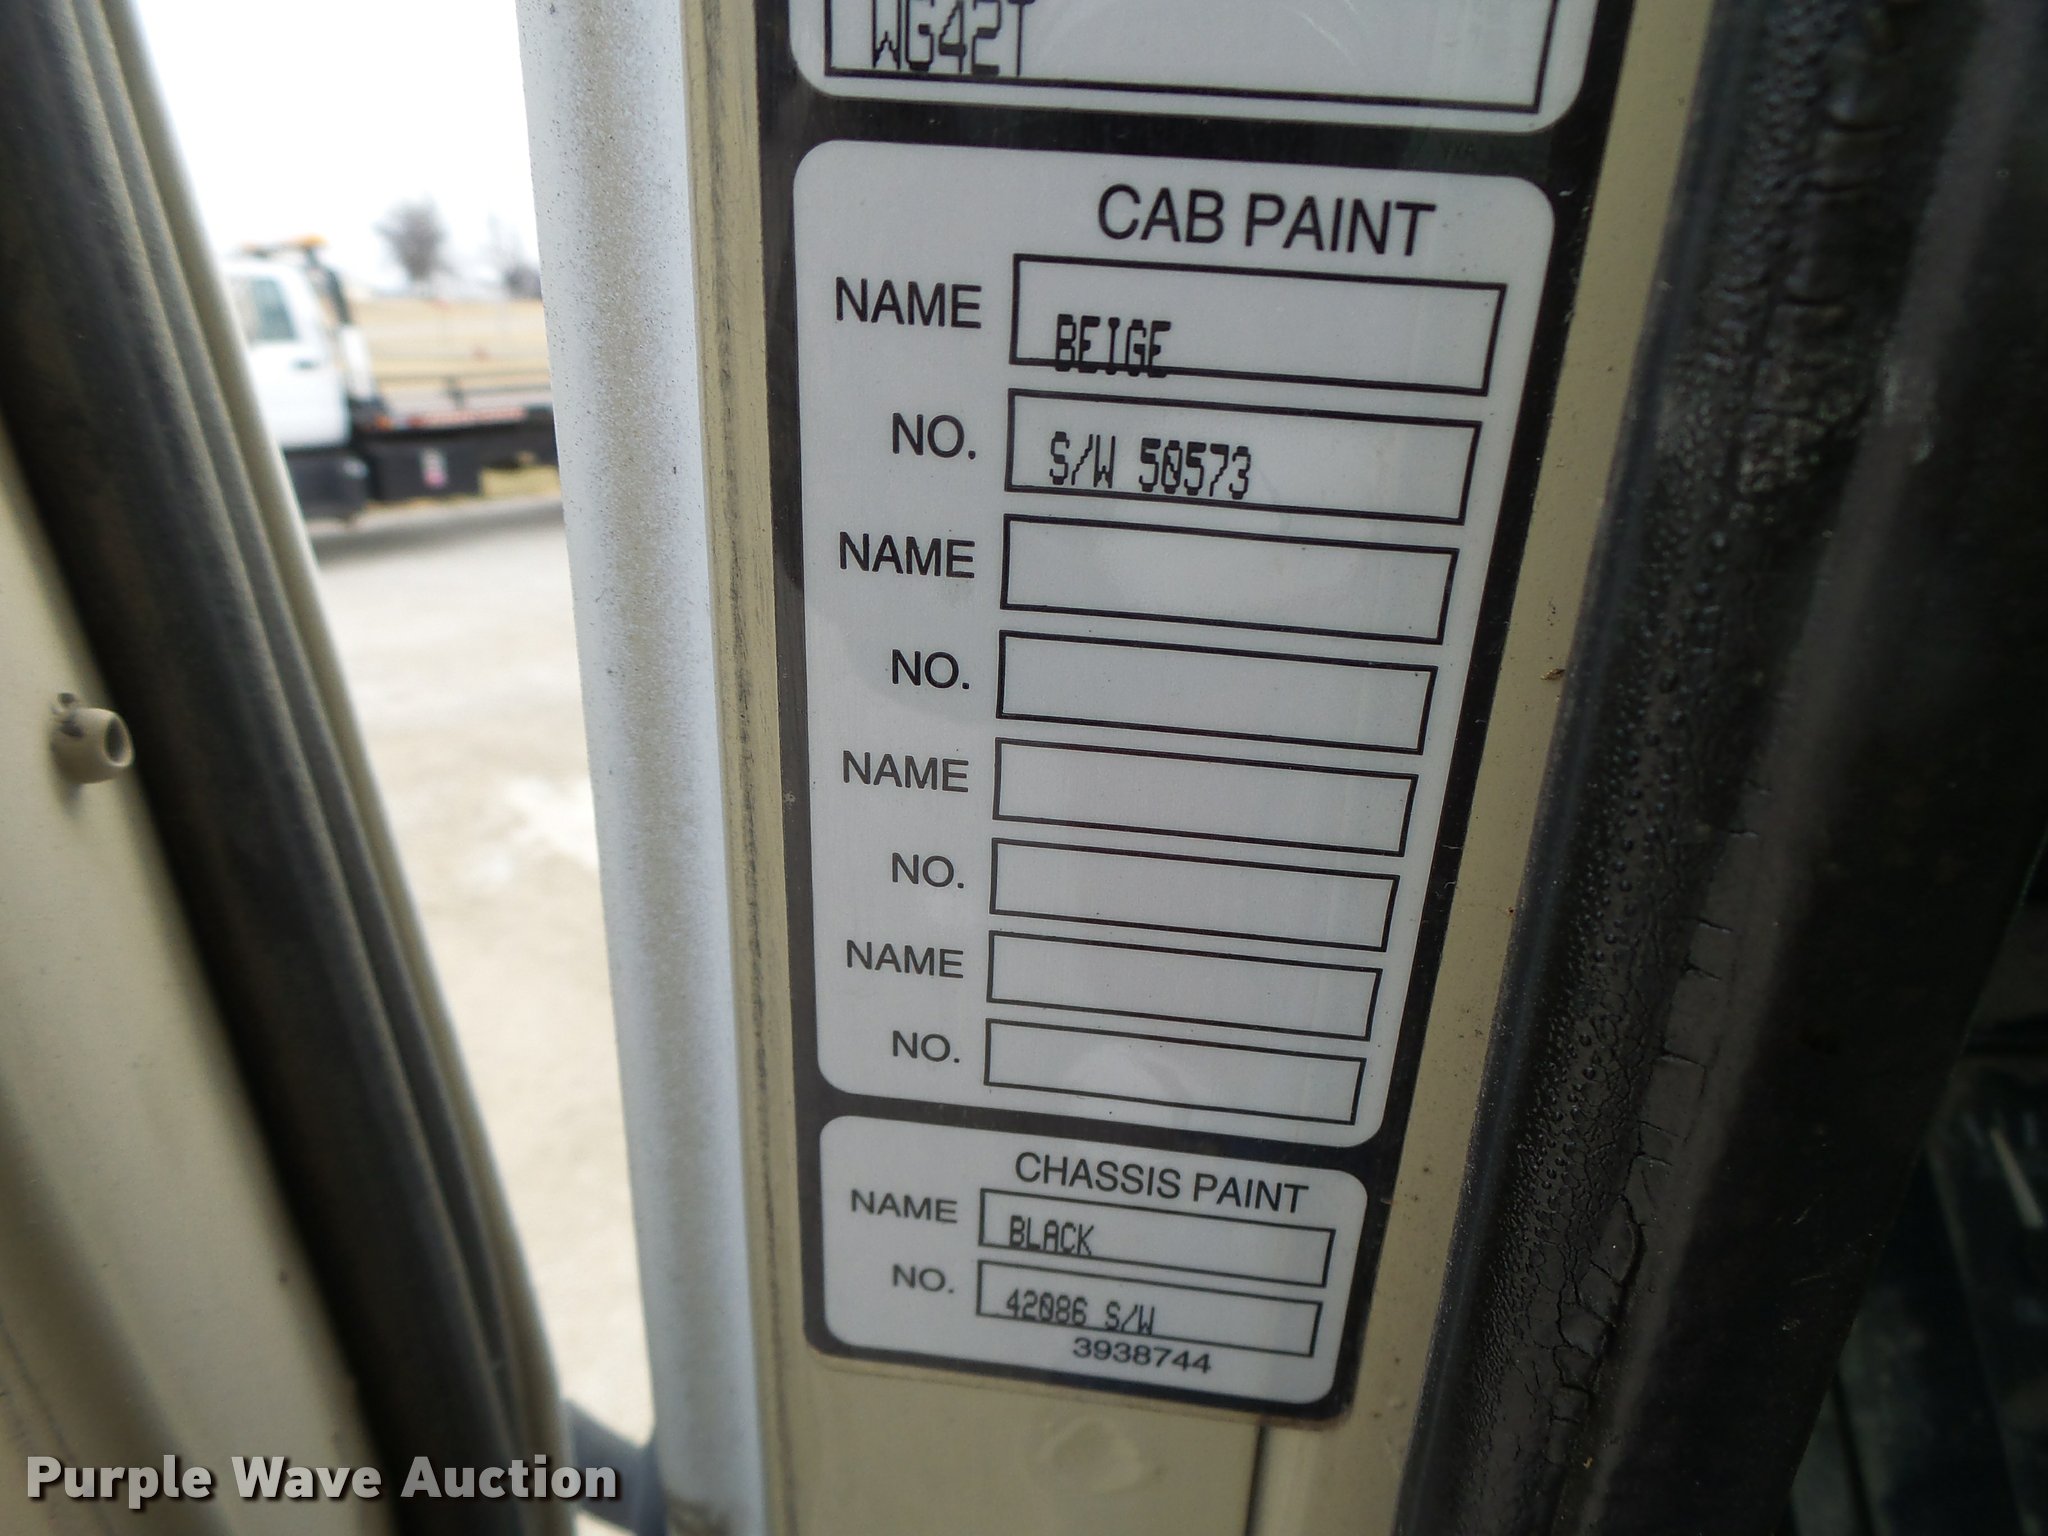 WG42T
CAB PAINT
NAME BEIGE
NO. S/W 50573
NAME
NO.
NAME
NO.
NAME
NO.
CHASSIS PAINT
NAME BLACK
NO. 42086 S/W
3938744
Purple Wave Auction